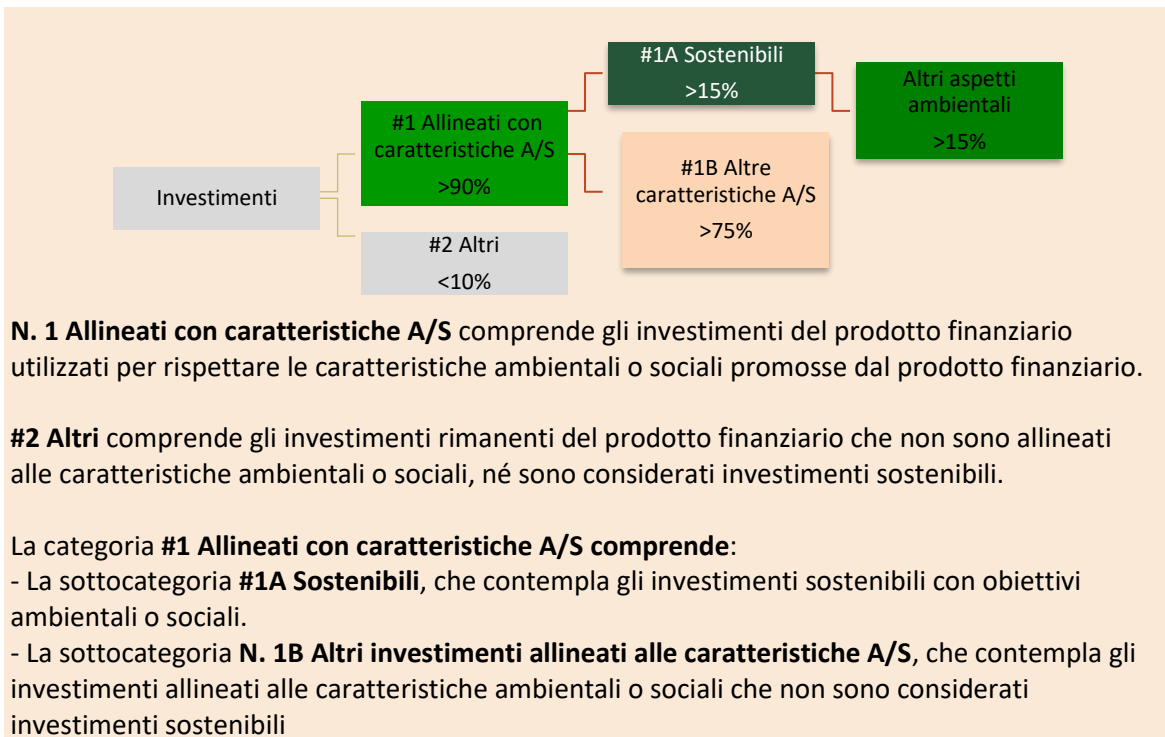 #1A Sostenibili
>15%
Altri aspetti
ambientali
>15%
#1 Allineati con
caratteristiche A/S
>90%
#1B Altre
caratteristiche A/S
>75%
Investimenti
#2 Altri
<10%
N. 1 Allineati con caratteristiche A/S comprende gli investimenti del prodotto finanziario
utilizzati per rispettare le caratteristiche ambientali o sociali promosse dal prodotto finanziario.
#2 Altri comprende gli investimenti rimanenti del prodotto finanziario che non sono allineati
alle caratteristiche ambientali o sociali, né sono considerati investimenti sostenibili.
La categoria #1 Allineati con caratteristiche A/S comprende:
- La sottocategoria #1A Sostenibili, che contempla gli investimenti sostenibili con obiettivi
ambientali o sociali.
- La sottocategoria N. 1B Altri investimenti allineati alle caratteristiche A/S, che contempla gli
investimenti allineati alle caratteristiche ambientali o sociali che non sono considerati
investimenti sostenibili